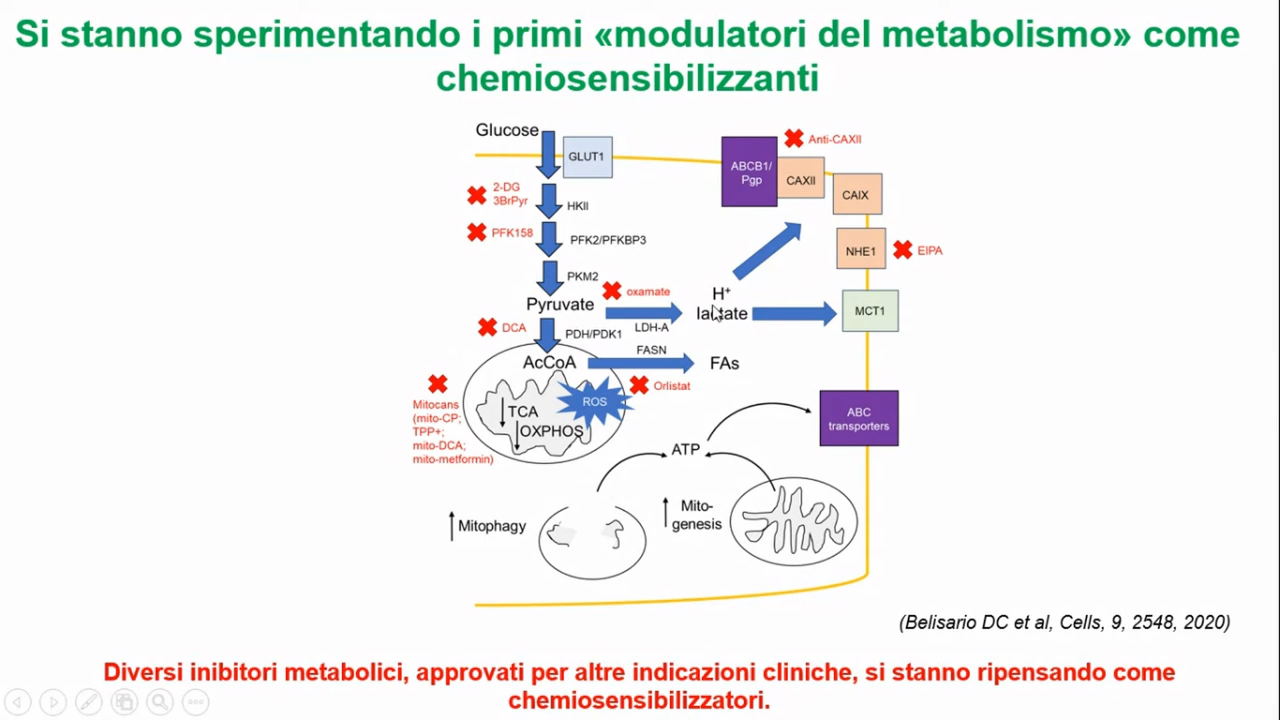 Si stanno sperimentando i primi «modulatori del metabolismo» come
chemiosensibilizzanti
Glucose
GLUT1
2-DG
3BrPyr
HKII
PFK158
PFK2/PFKBP3
PKM2
Pyruvate
oxamate
LDH-A
H+
lactate
DCA
PDH/PDK1
AcCoA
FASN
FAs
Orlistat
ROS
TCA
OXPHOS
Mitocans
(mito-CP;
TPP+;
mito-DCA;
mito-metformin)
Anti-CAXII
ABCB1/
Pgp
CAXII
CAIX
NHE1
EIPA
MCT1
ABC
transporters
ATP
Mitophagy
Mito-
genesis
(Belisario DC et al, Cells, 9, 2548, 2020)
Diversi inibitori metabolici, approvati per altre indicazioni cliniche, si stanno ripensando come
chemiosensibilizzatori.